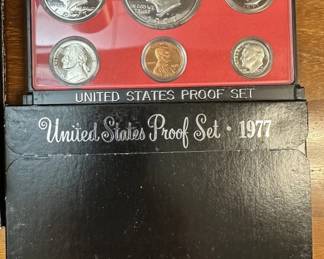 UNITED STATES PROOF SET
United States Proof Set · 1977